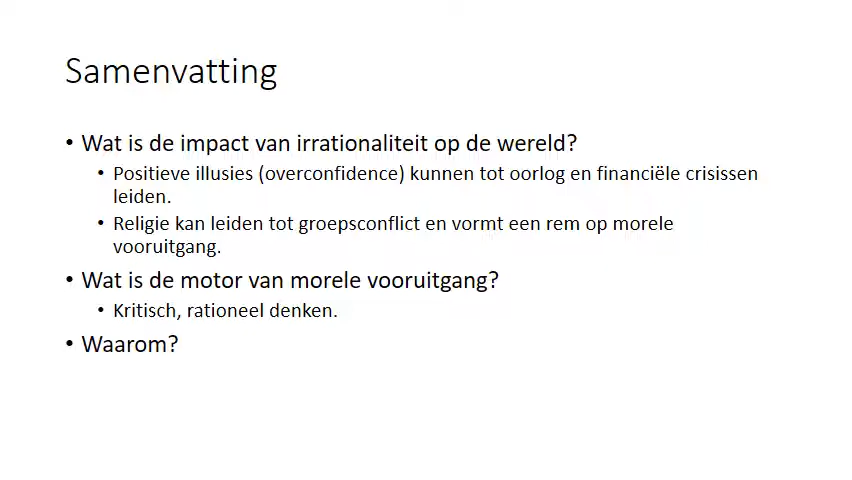 Samenvatting
• Wat is de impact van irrationaliteit op de wereld?
• Positieve illusies (overconfidence) kunnen tot oorlog en financiële crisissen
leiden.
• Religie kan leiden tot groepsconflict en vormt een rem op morele
vooruitgang.
• Wat is de motor van morele vooruitgang?
• Kritisch, rationeel denken.
• Waarom?